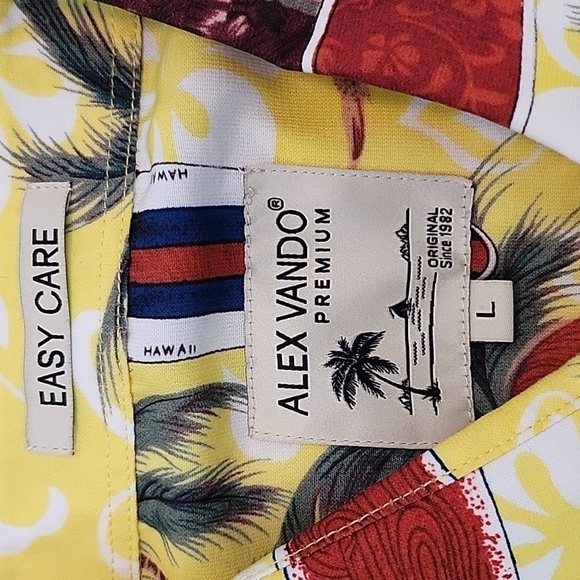 EASY CARE
HAWAII
HAWAII
ALEX VANDO®
PREMIUM
ORIGINAL
Since 1982
L